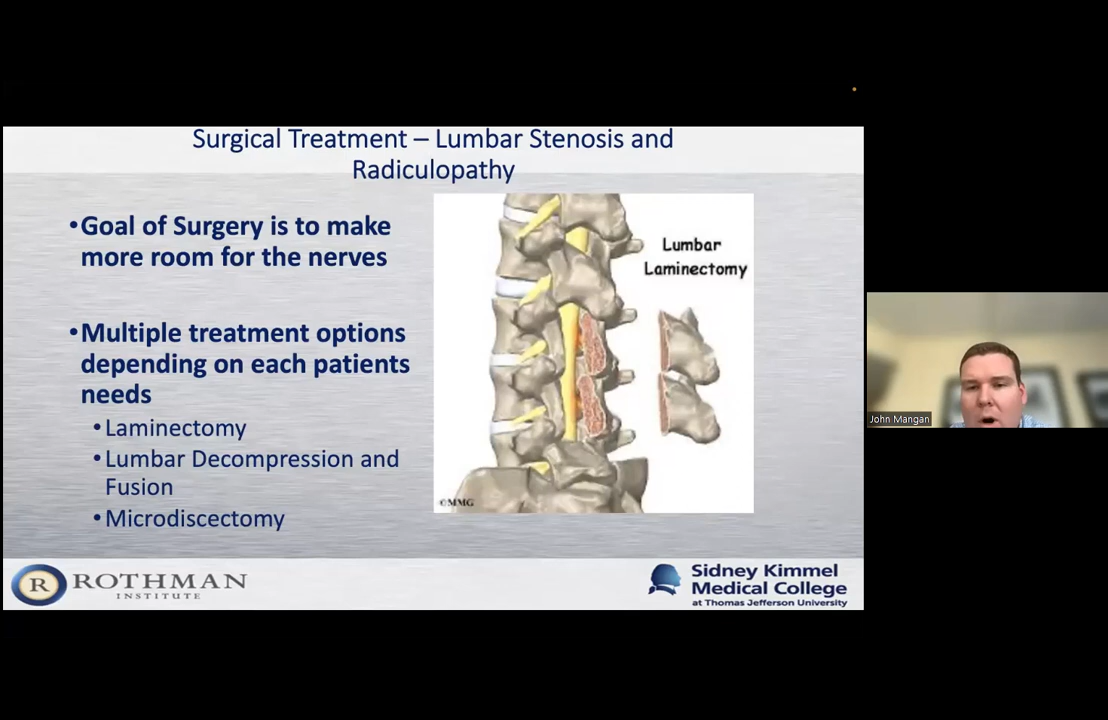 Surgical Treatment – Lumbar Stenosis and
Radiculopathy
•Goal of Surgery is to make
more room for the nerves
•Multiple treatment options
depending on each patients
needs
•Laminectomy
•Lumbar Decompression and
Fusion
•Microdiscectomy
Lumbar
Laminectomy
©MMG
John Mangan
R ROTHMAN
INSTITUTE
Sidney Kimmel
Medical College
at Thomas Jefferson University